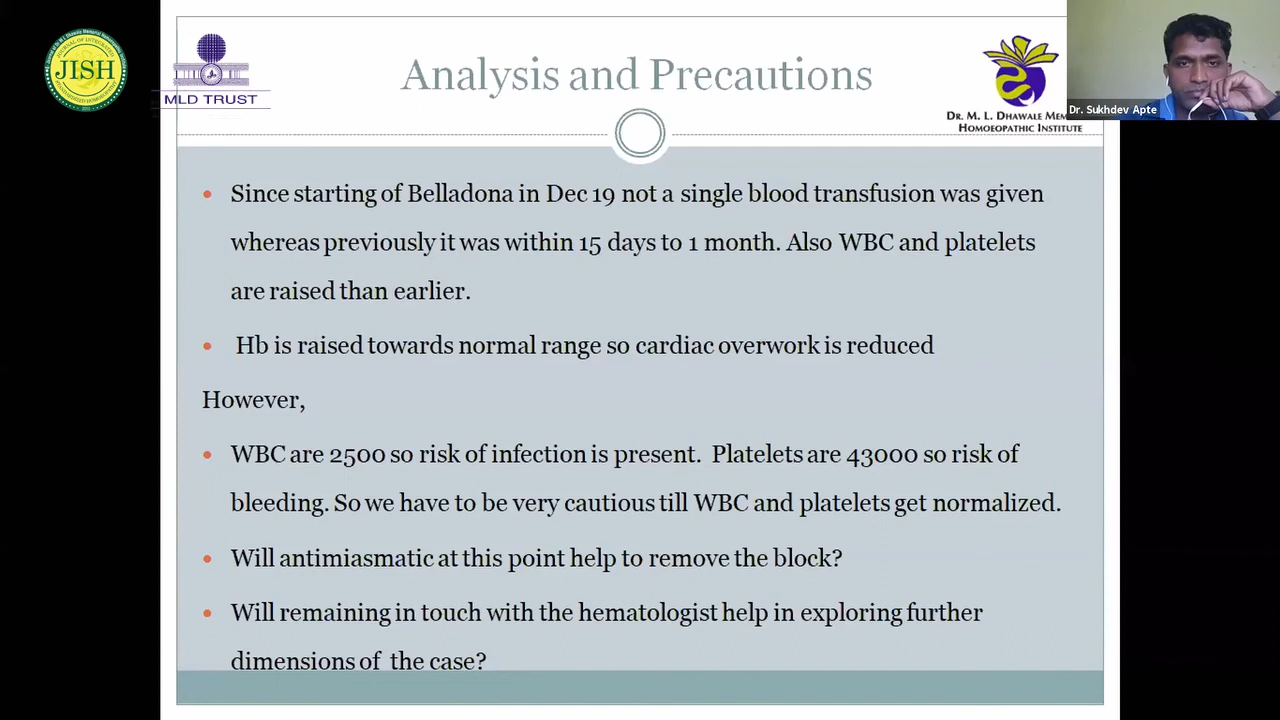 JISH
MLD TRUST
Analysis and Precautions
DR. M. L. DHAWALE
HOMOEOPATHIC INSTITUTE
Dr. Sukhdev Apte
• Since starting of Belladona in Dec 19 not a single blood transfusion was given
whereas previously it was within 15 days to 1 month. Also WBC and platelets
are raised than earlier.
• Hb is raised towards normal range so cardiac overwork is reduced
However,
• WBC are 2500 so risk of infection is present. Platelets are 43000 so risk of
bleeding. So we have to be very cautious till WBC and platelets get normalized.
• Will antimiasmatic at this point help to remove the block?
• Will remaining in touch with the hematologist help in exploring further
dimensions of the case?